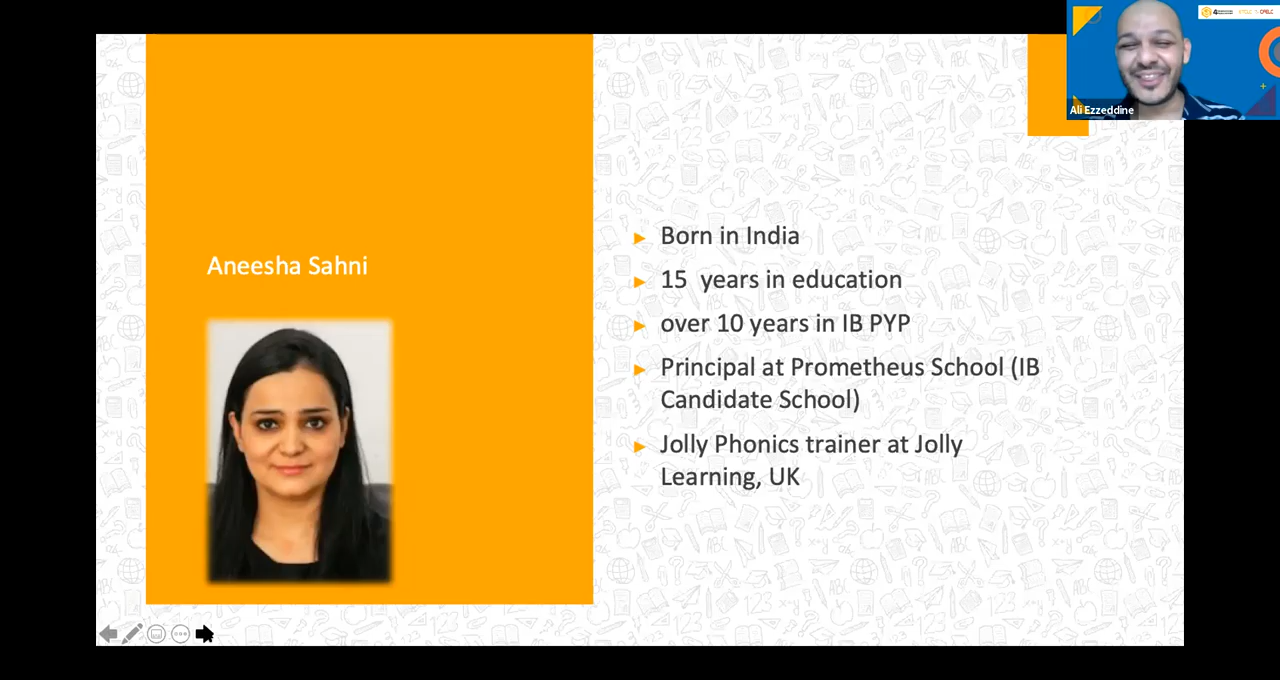 Ali Ezzeddine
Aneesha Sahni
Born in India
15 years in education
over 10 years in IB PYP
Principal at Prometheus School (IB
Candidate School)
Jolly Phonics trainer at Jolly
Learning, UK